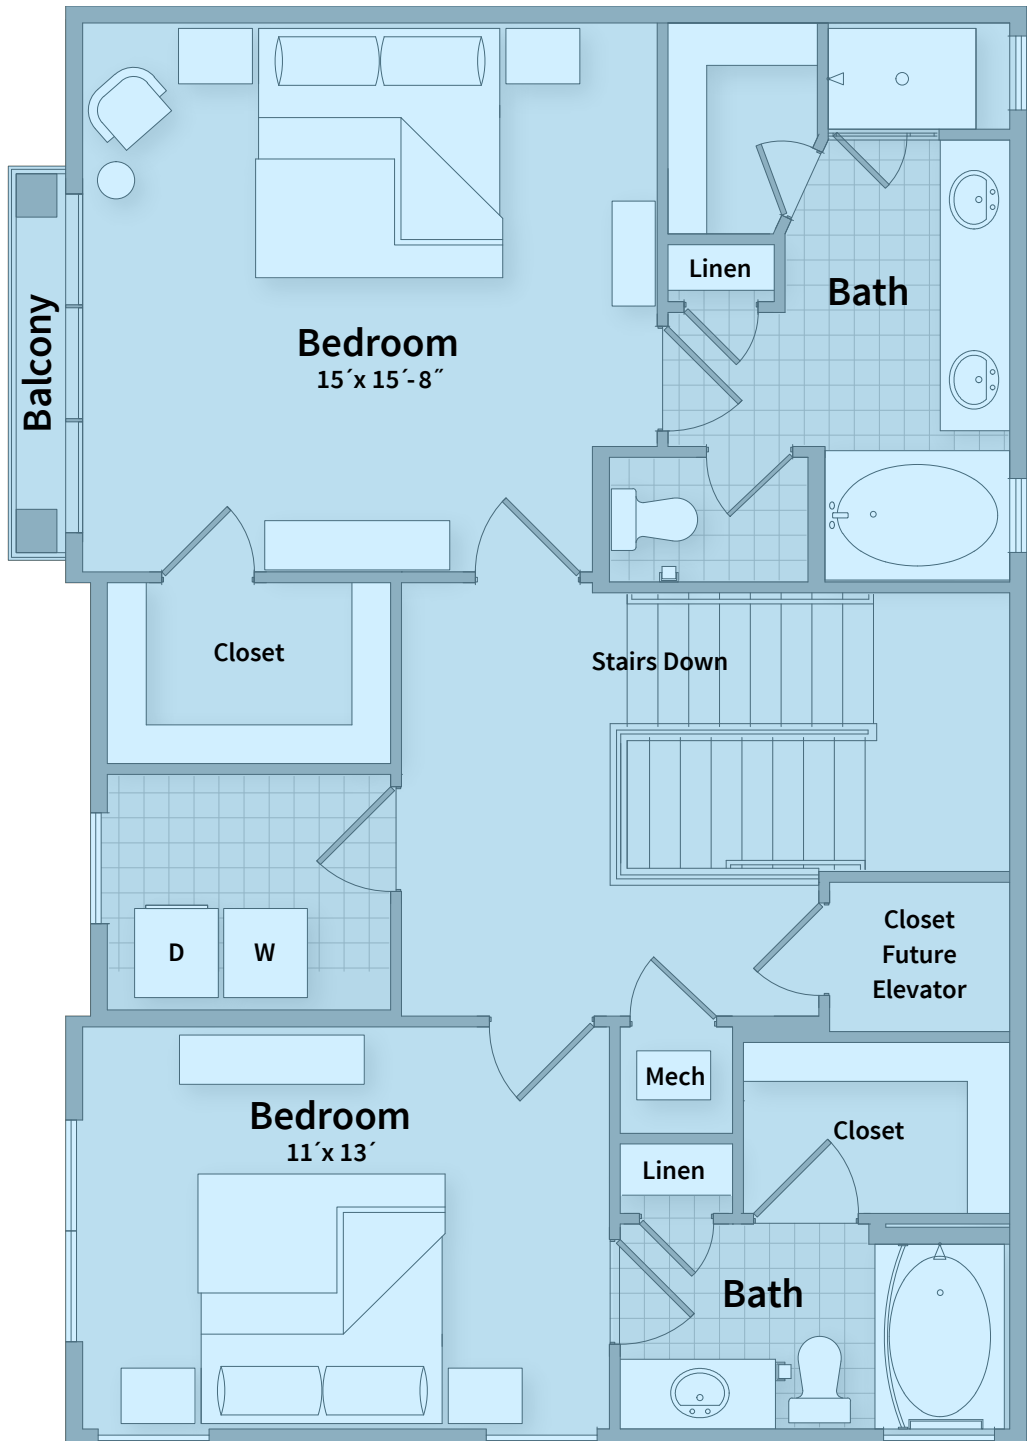 Linen
Bath
Balcony
Bedroom
15´x 15´-8˝
Closet
Stairs Down
D
W
Closet
Future
Elevator
Mech
Bedroom
11´x 13´
Closet
Linen
Bath